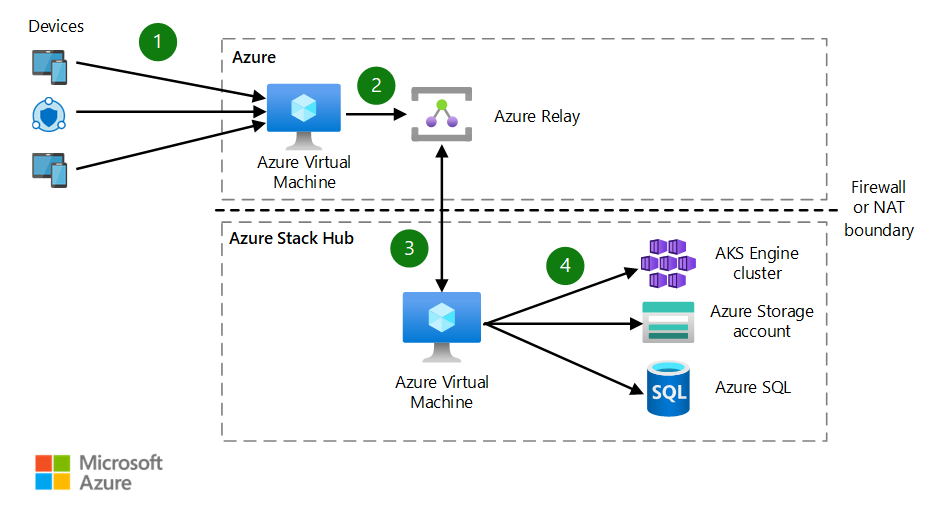 Devices
1
Azure
2
Azure Relay
Azure Virtual
Machine
Firewall
or NAT
boundary
Azure Stack Hub
3
4
AKS Engine
cluster
Azure Storage
account
Azure Virtual
Machine
SQL
Azure SQL
Microsoft
Azure